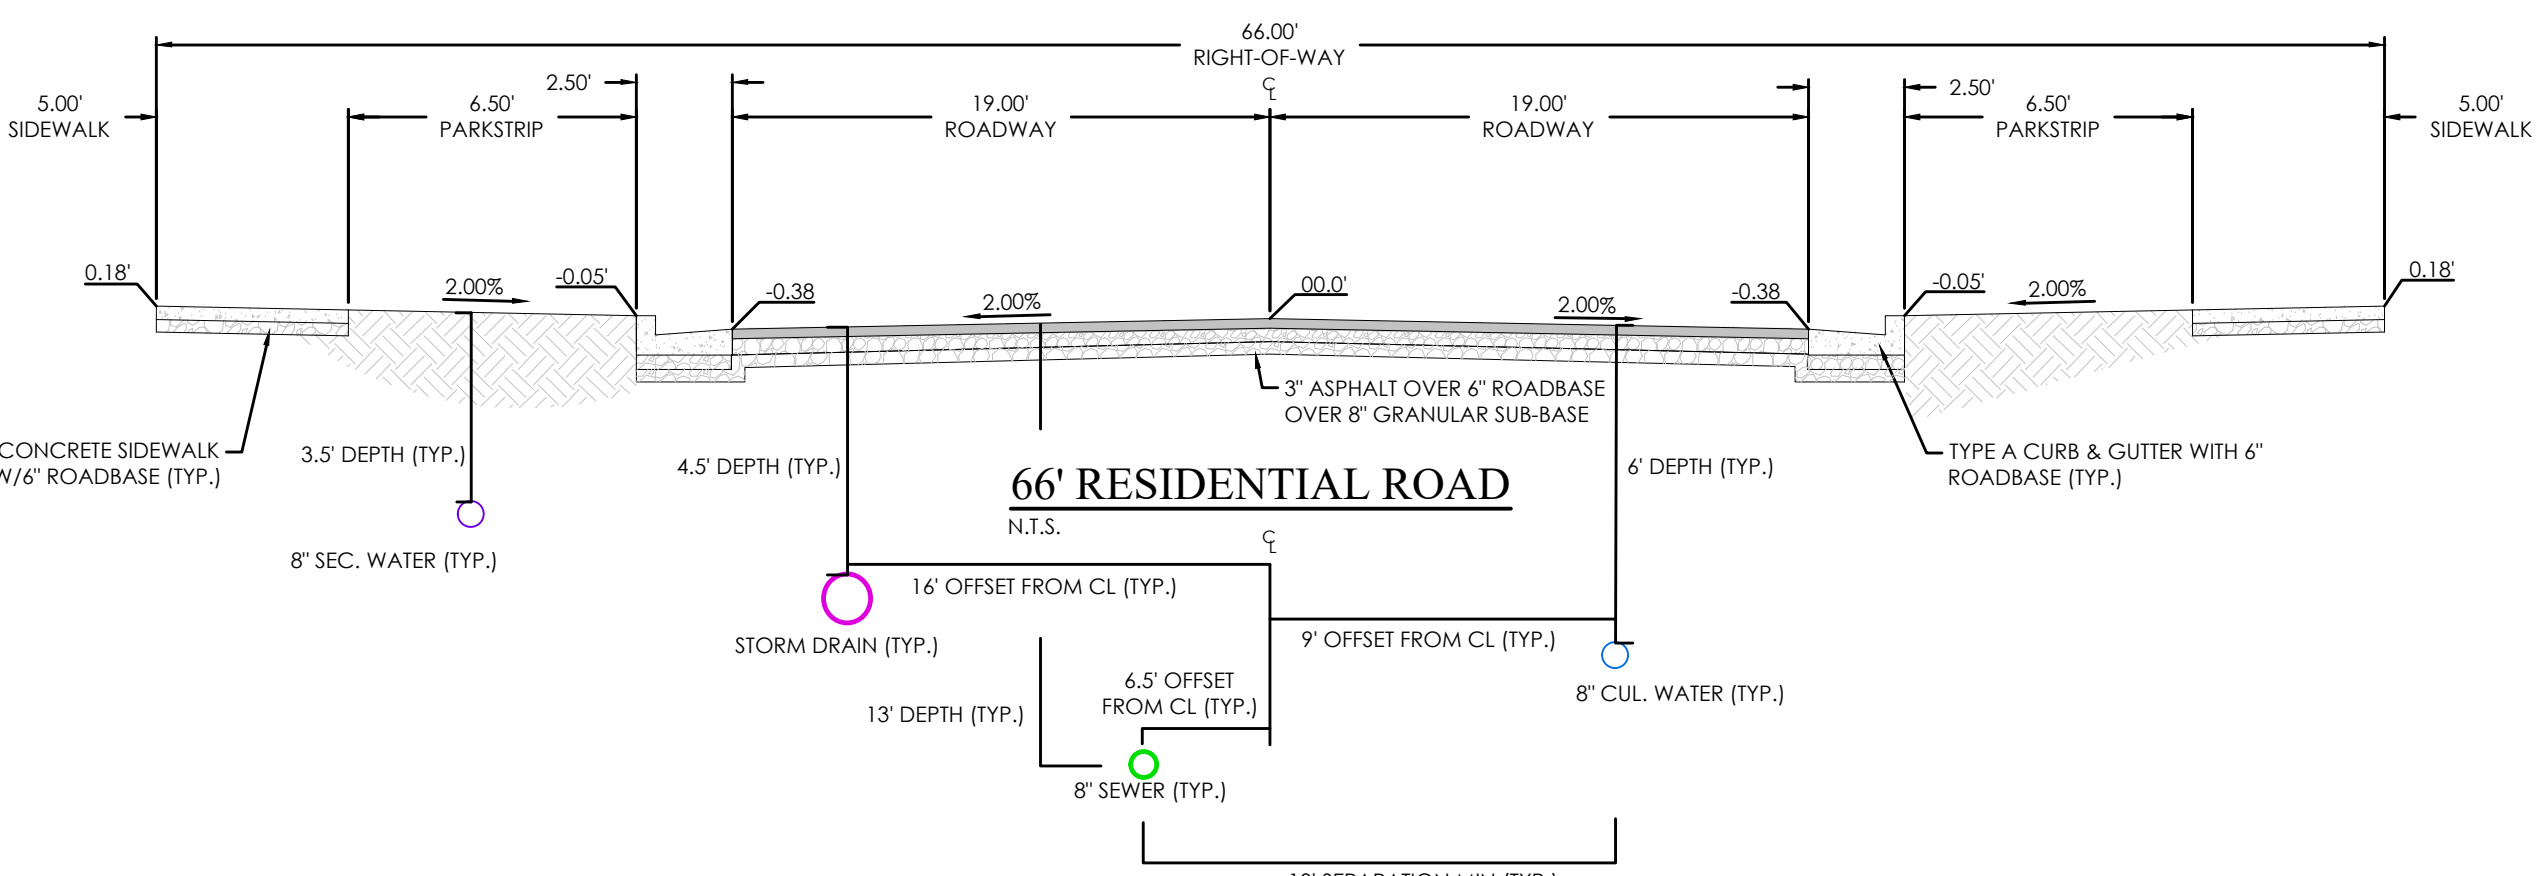 66.00'
RIGHT-OF-WAY
℄
5.00'
SIDEWALK
6.50'
PARKSTRIP
2.50'
19.00'
ROADWAY
19.00'
ROADWAY
2.50'
6.50'
PARKSTRIP
5.00'
SIDEWALK
0.18'
2.00%
-0.05'
-0.38
2.00%
00.0'
2.00%
-0.38
-0.05'
2.00%
0.18'
CONCRETE SIDEWALK
W/6" ROADBASE (TYP.)
3.5' DEPTH (TYP.)
8" SEC. WATER (TYP.)
4.5' DEPTH (TYP.)
3" ASPHALT OVER 6" ROADBASE
OVER 8" GRANULAR SUB-BASE
6' DEPTH (TYP.)
TYPE A CURB & GUTTER WITH 6"
ROADBASE (TYP.)
66' RESIDENTIAL ROAD
N.T.S.
℄
16' OFFSET FROM CL (TYP.)
STORM DRAIN (TYP.)
9' OFFSET FROM CL (TYP.)
6.5' OFFSET
FROM CL (TYP.)
13' DEPTH (TYP.)
8" CUL. WATER (TYP.)
8" SEWER (TYP.)
SEPARATION MIN (TYP.)